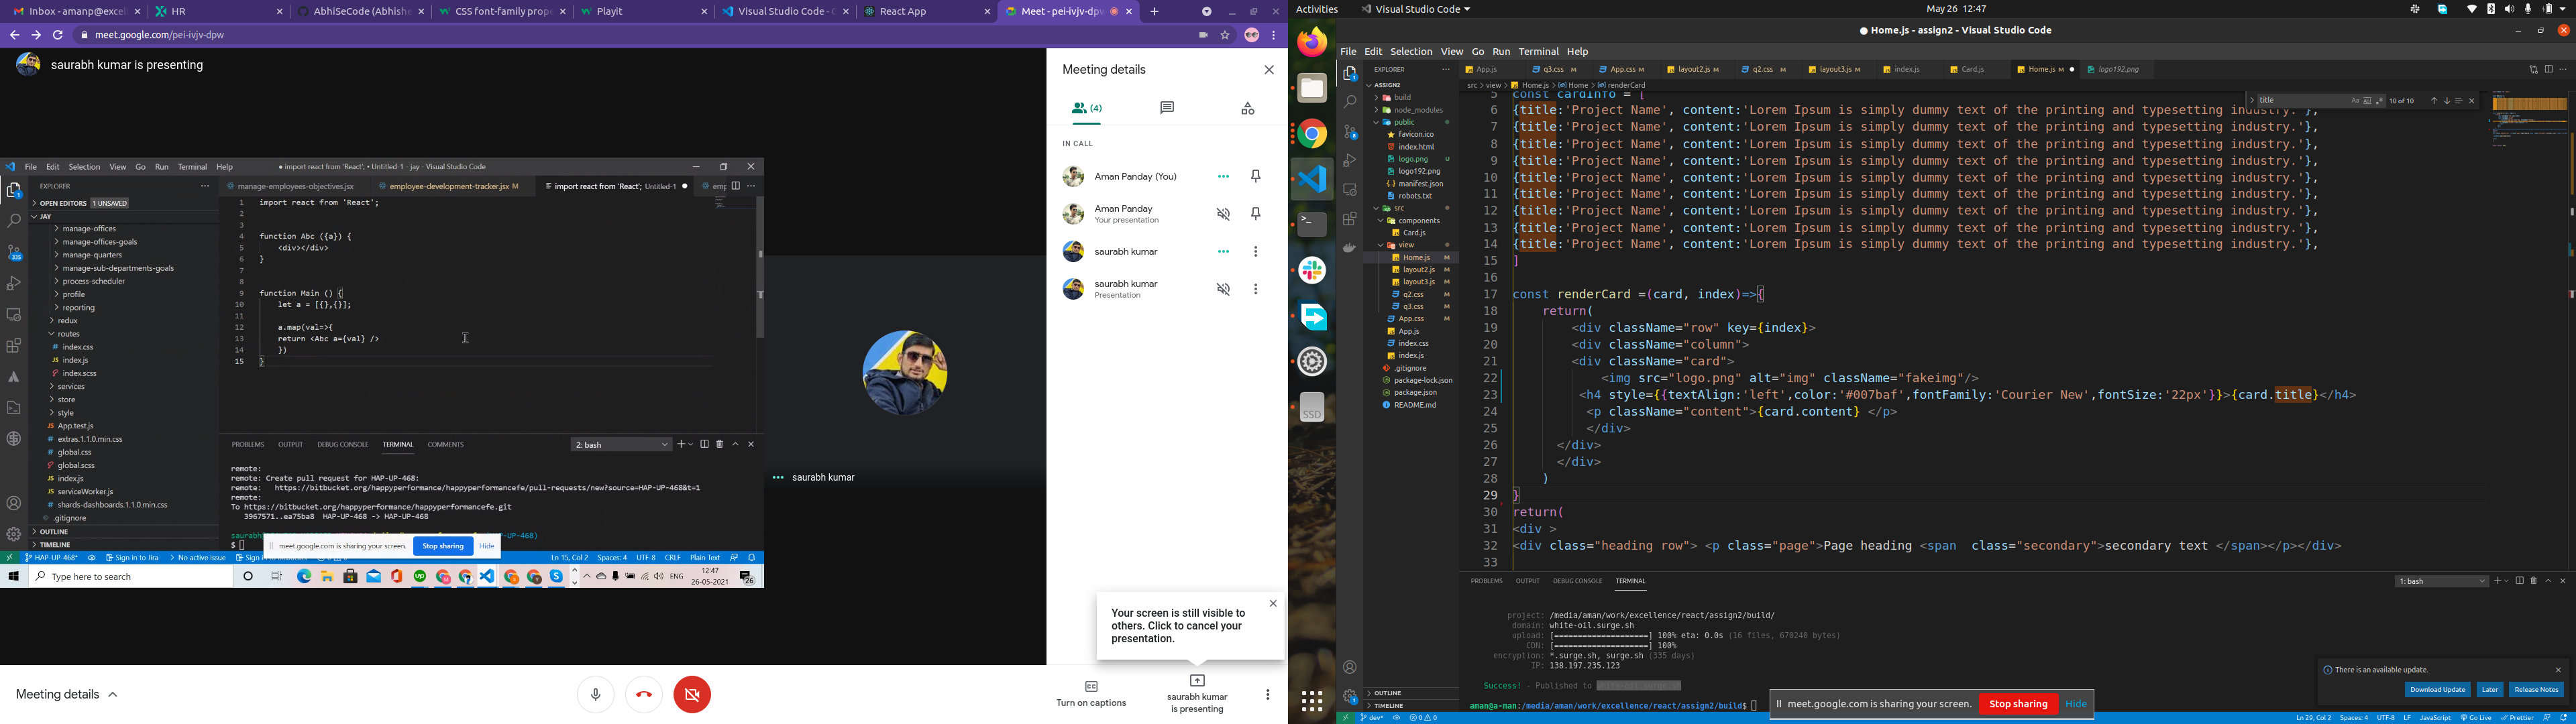 Inbox - amanp@excel
HR
AbhiSeCode (Abhishe
CSS font-family prope
Playit
Visual Studio Code - C
React App
Meet - pei-ivjv-dpw
meet.google.com/pei-ivjv-dpw
saurabh kumar is presenting
File Edit Selection View Go Run Terminal Help
● import react from 'React'; • Untitled-1 - jay - Visual Studio Code
EXPLORER
manage-employees-objectives.jsx
employee-development-tracker.jsx M
import react from 'React'; Untitled-1 ●
OPEN EDITORS 1 UNSAVED
JAY
manage-offices
manage-offices-goals
manage-quarters
manage-sub-departments-goals
process-scheduler
profile
reporting
redux
routes
index.css
index.js
index.scss
services
store
style
App.test.js
extras.1.1.0.min.css
global.css
global.scss
index.js
serviceWorker.js
shards-dashboards.1.1.0.min.css
.gitignore
OUTLINE
TIMELINE
1 import react from 'React';
2
3
4 function Abc ({a}) {
5 <div></div>
6 }
7
8
9 function Main () {
10 let a = [{},{}];
11
12 a.map(val=>{
13 return <Abc a={val} />
14 })
15 }
PROBLEMS OUTPUT DEBUG CONSOLE TERMINAL COMMENTS
2: bash
remote:
remote: Create pull request for HAP-UP-468:
remote: https://bitbucket.org/happyperformance/happyperformancefe/pull-requests/new?source=HAP-UP-468&t=1
remote:
To https://bitbucket.org/happyperformance/happyperformancefe.git
3967571..ea75ba8 HAP-UP-468 -> HAP-UP-468
$
meet.google.com is sharing your screen. Stop sharing Hide
HAP-UP-468* Sign in to Jira No active issue
Ln 15, Col 2 Spaces: 4 UTF-8 CRLF Plain Text
Type here to search
ENG
12:47
26-05-2021
26
saurabh kumar
Meeting details
(4)
IN CALL
Aman Panday (You)
Aman Panday
Your presentation
saurabh kumar
saurabh kumar
Presentation
Your screen is still visible to
others. Click to cancel your
presentation.
Meeting details
Turn on captions
saurabh kumar
is presenting
Activities
Visual Studio Code
May 26 12:47
● Home.js - assign2 - Visual Studio Code
File Edit Selection View Go Run Terminal Help
EXPLORER
App.js
q3.css M
App.css M
layout2.js M
q2.css M
layout3.js M
index.js
Card.js
Home.js M ●
logo192.png
src > view > Home.js > Home > renderCard
title
10 of 10
ASSIGN2
build
node_modules
public
favicon.ico
index.html
logo.png U
logo192.png
manifest.json
robots.txt
src
components
Card.js
view
Home.js M
layout2.js M
layout3.js M
q2.css M
q3.css M
App.css M
App.js
index.css
index.js
.gitignore
package-lock.json
package.json
README.md
OUTLINE
TIMELINE
SSD
5 const cardInfo = [
6 {title:'Project Name', content:'Lorem Ipsum is simply dummy text of the printing and typesetting industry.'},
7 {title:'Project Name', content:'Lorem Ipsum is simply dummy text of the printing and typesetting industry.'},
8 {title:'Project Name', content:'Lorem Ipsum is simply dummy text of the printing and typesetting industry.'},
9 {title:'Project Name', content:'Lorem Ipsum is simply dummy text of the printing and typesetting industry.'},
10 {title:'Project Name', content:'Lorem Ipsum is simply dummy text of the printing and typesetting industry.'},
11 {title:'Project Name', content:'Lorem Ipsum is simply dummy text of the printing and typesetting industry.'},
12 {title:'Project Name', content:'Lorem Ipsum is simply dummy text of the printing and typesetting industry.'},
13 {title:'Project Name', content:'Lorem Ipsum is simply dummy text of the printing and typesetting industry.'},
14 {title:'Project Name', content:'Lorem Ipsum is simply dummy text of the printing and typesetting industry.'},
15 ]
16
17 const renderCard =(card, index)=>{
18 return(
19 <div className="row" key={index}>
20 <div className="column">
21 <div className="card">
22 <img src="logo.png" alt="img" className="fakeimg"/>
23 <h4 style={{textAlign:'left',color:'#007baf',fontFamily:'Courier New',fontSize:'22px'}}>{card.title}</h4>
24 <p className="content">{card.content} </p>
25 </div>
26 </div>
27 </div>
28 )
29 }
30 return(
31 <div >
32 <div class="heading row"> <p class="page">Page heading <span class="secondary">secondary text </span></p></div>
33
PROBLEMS OUTPUT DEBUG CONSOLE TERMINAL
1: bash
project: /media/aman/work/excellence/react/assign2/build/
domain: white-oil.surge.sh
upload: [====================] 100% eta: 0.0s (16 files, 670240 bytes)
CDN: [====================] 100%
encryption: *.surge.sh, surge.sh (335 days)
IP: 138.197.235.123
Success! - Published to white-oil.surge.sh
aman@a-man:/media/aman/work/excellence/react/assign2/build$
There is an available update.
Download Update Later Release Notes
meet.google.com is sharing your screen. Stop sharing Hide
dev* 0 0
Ln 29, Col 2 Spaces: 4 UTF-8 LF JavaScript Go Live Prettier